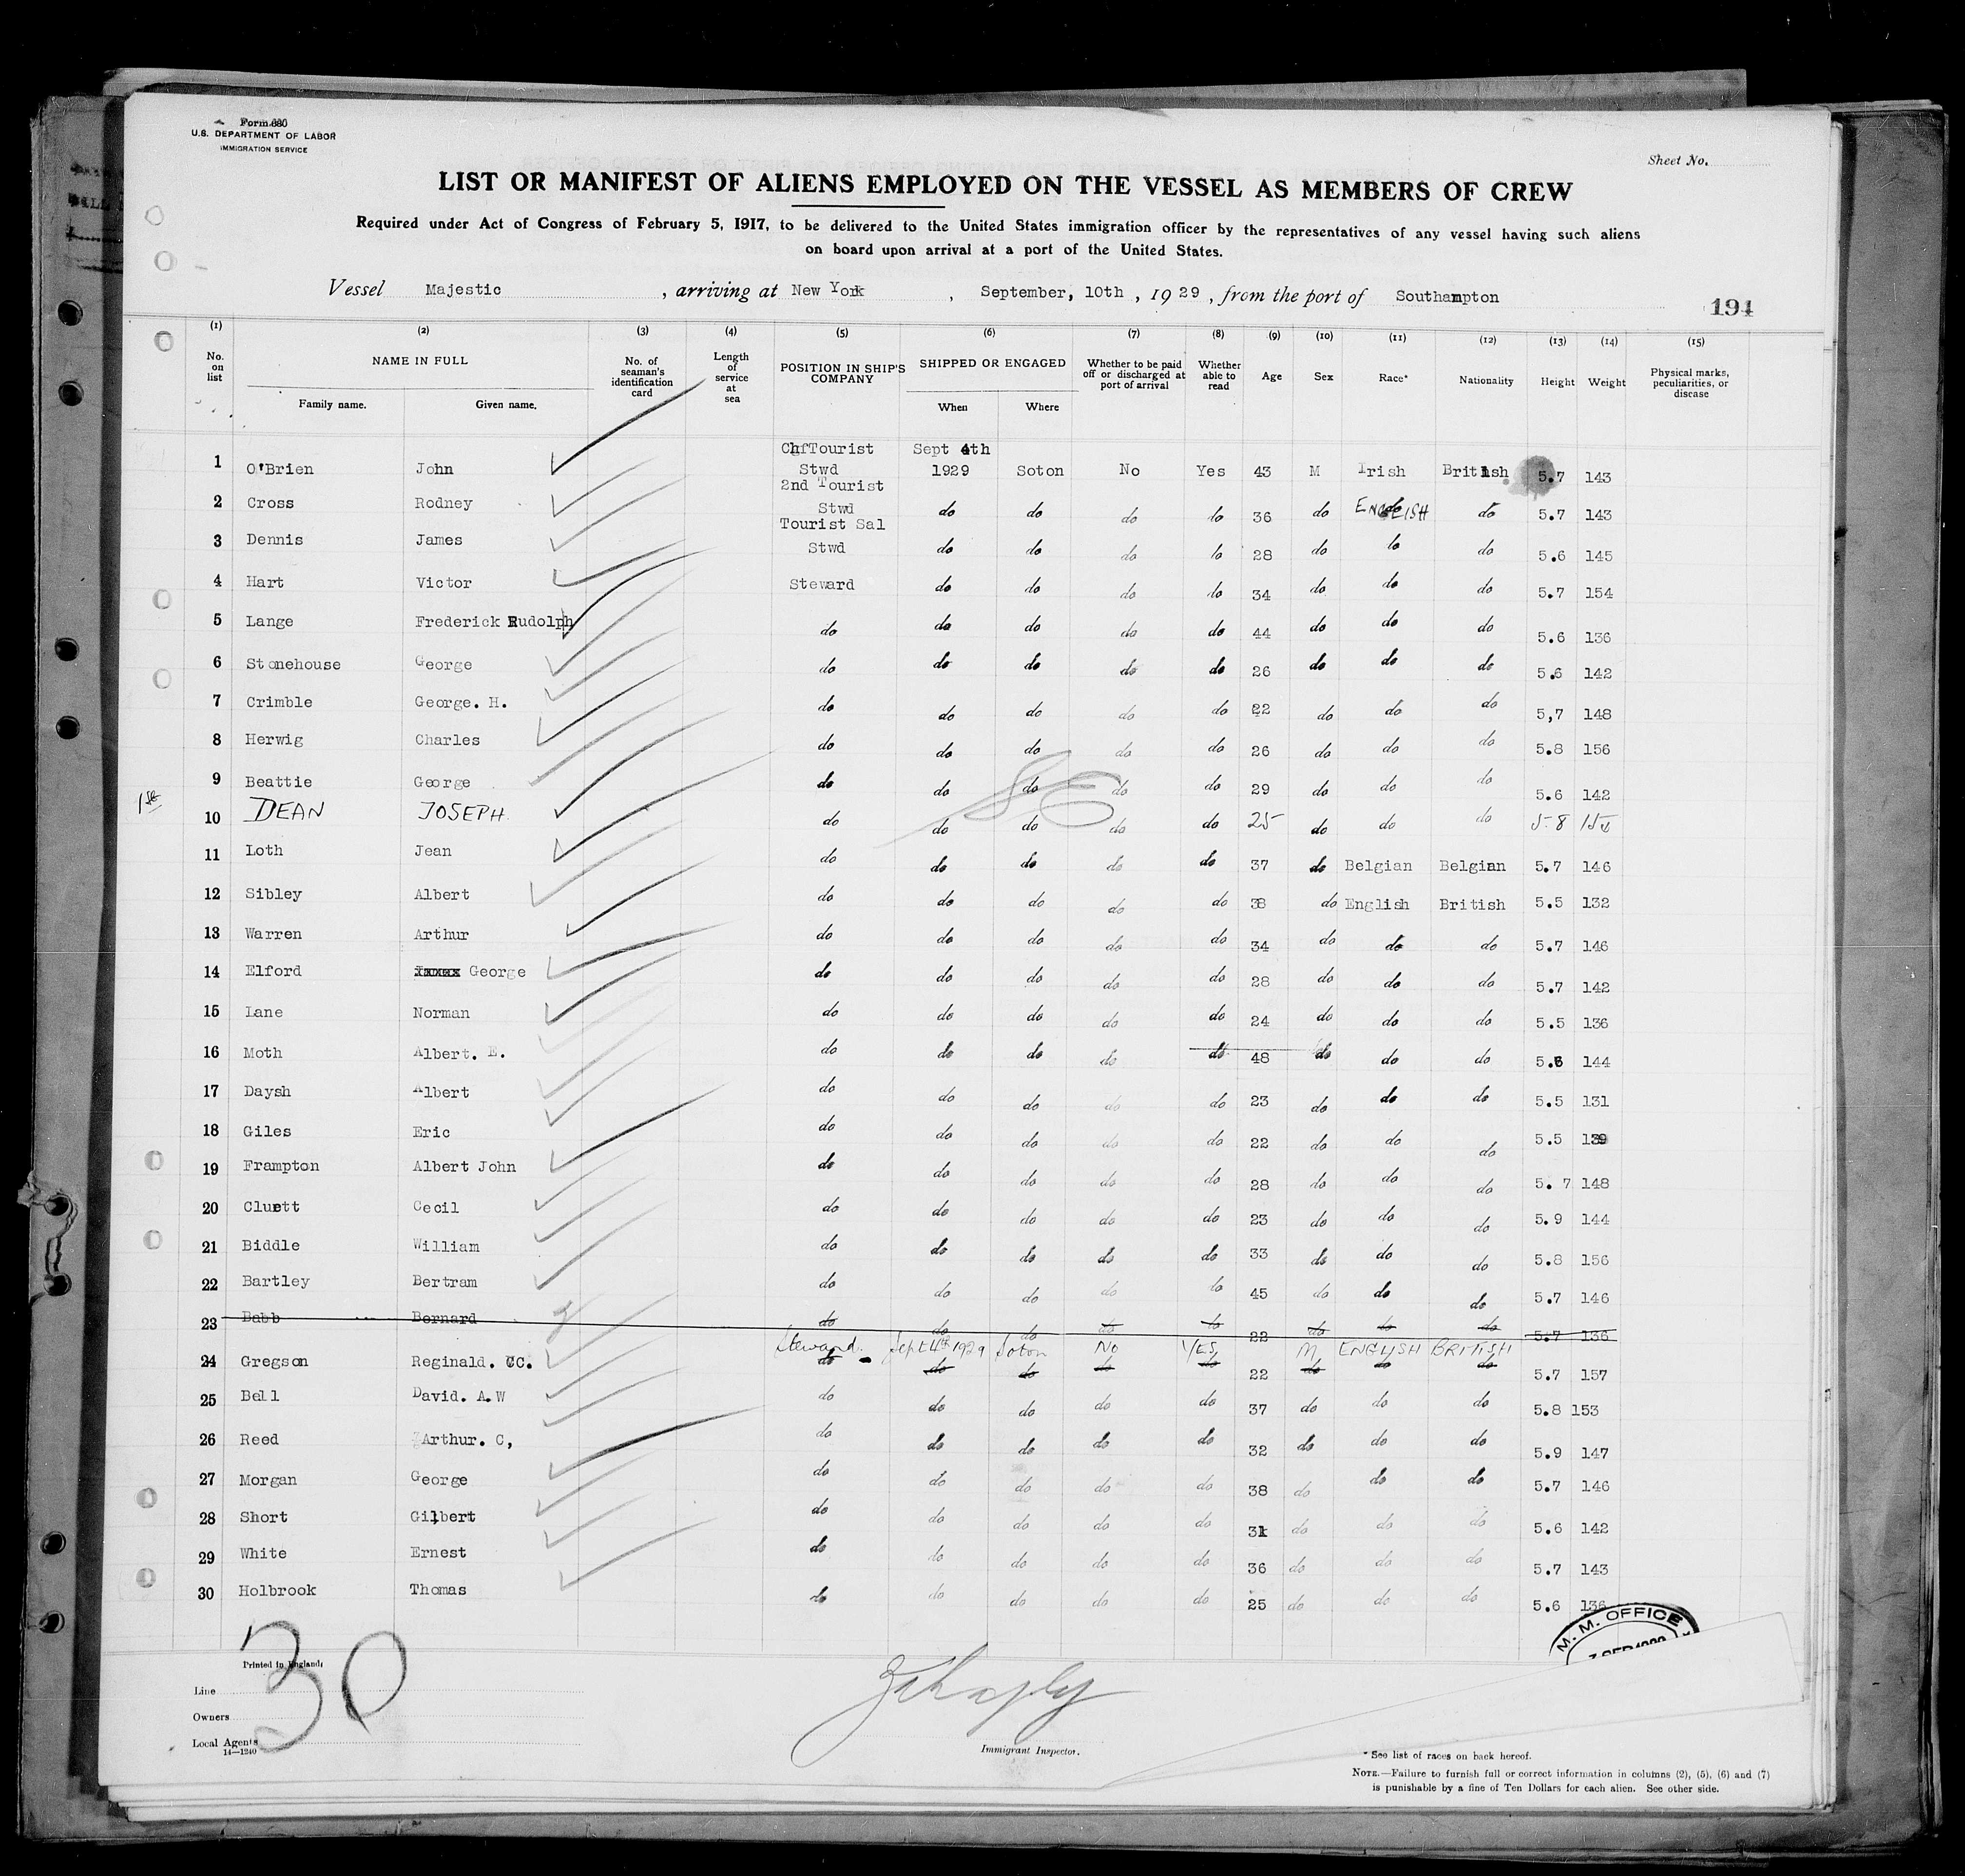 Form 680
U.S. DEPARTMENT OF LABOR
IMMIGRATION SERVICE
Sheet No.
LIST OR MANIFEST OF ALIENS EMPLOYED ON THE VESSEL AS MEMBERS OF CREW
Required under Act of Congress of February 5, 1917, to be delivered to the United States immigration officer by the representatives of any vessel having such aliens
on board upon arrival at a port of the United States.
Vessel Majestic , arriving at New York , September, 10th , 1929 , from the port of Southampton
194
(1) (2) (3) (4) (5) (6) (7) (8) (9) (10) (11) (12) (13) (14) (15)
No. on list NAME IN FULL Family name. Given name. No. of seaman's identification card Length of service at sea POSITION IN SHIP'S COMPANY SHIPPED OR ENGAGED When Where Whether to be paid off or discharged at port of arrival Whether able to read Age Sex Race* Nationality Height Weight Physical marks, peculiarities, or disease
1 O'Brien John Chf Tourist Stwd Sept 4th 1929 Soton No Yes 43 M Irish British 5.7 143
2 Cross Rodney 2nd Tourist Stwd do do do do 36 do ENGLISH do 5.7 143
3 Dennis James Tourist Sal Stwd do do do do 28 do do do 5.6 145
4 Hart Victor Steward do do do do 34 do do do 5.7 154
5 Lange Frederick Rudolph do do do do do 44 do do do 5.6 136
6 Stonehouse George do do do do do 26 do do do 5.6 142
7 Crimble George. H. do do do do do 22 do do do 5,7 148
8 Herwig Charles do do do do do 26 do do do 5.8 156
9 Beattie George do do do do do 29 do do do 5.6 142
1st
10 DEAN JOSEPH do do do do do 25 do do do 5-8
11 Loth Jean do do do do do 37 do Belgian Belgian 5.7 146
12 Sibley Albert do do do do do 38 do English British 5.5 132
13 Warren Arthur do do do do do 34 do do do 5.7 146
14 Elford George do do do do do 28 do do do 5.7 142
15 Lane Norman do do do do do 24 do do do 5.5 136
16 Moth Albert. E. do do do do do 48 do do do 5.6 144
17 Daysh Albert do do do do do 23 do do do 5.5 131
18 Giles Eric do do do do do 22 do do do 5.5 139
19 Frampton Albert John do do do do do 28 do do do 5. 7 148
20 Cluett Cecil do do do do do 23 do do do 5.9 144
21 Biddle William do do do do do 33 do do do 5.8 156
22 Bartley Bertram do do do do do 45 do do do 5.7 146
23 Babb Bernard do do do do do 22 do do do 5.7 136
Steward Sept 4th 1929 Soton No YES M ENGLISH BRITISH
24 Gregson Reginald. CC. do do do do do 22 do do do 5.7 157
25 Bell David. A.W do do do do do 37 do do do 5.8 153
26 Reed Arthur. C, do do do do do 32 do do do 5.9 147
27 Morgan George do do do do do 38 do do do 5.7 146
28 Short Gilbert do do do do do 31 do do do 5.6 142
29 White Ernest do do do do do 36 do do do 5.7 143
30 Holbrook Thomas do do do do do 25 do do do 5.6 136
M. M. OFFICE
30
Printed in England:
Line
Owners
Local Agents
14—1240
Immigrant Inspector.
* See list of races on back hereof.
NOTE.—Failure to furnish full or correct information in columns (2), (5), (6) and (7)
is punishable by a fine of Ten Dollars for each alien. See other side.